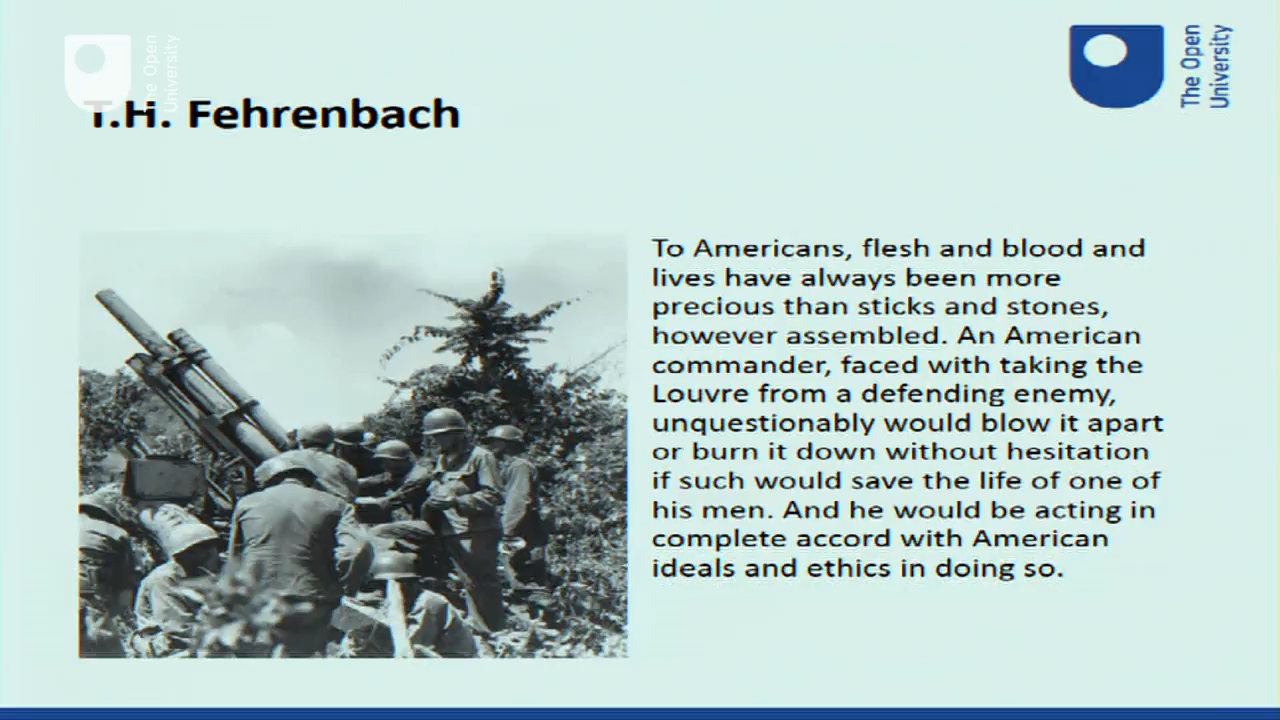 The Open
University
The Open
University
T.H. Fehrenbach
To Americans, flesh and blood and
lives have always been more
precious than sticks and stones,
however assembled. An American
commander, faced with taking the
Louvre from a defending enemy,
unquestionably would blow it apart
or burn it down without hesitation
if such would save the life of one of
his men. And he would be acting in
complete accord with American
ideals and ethics in doing so.